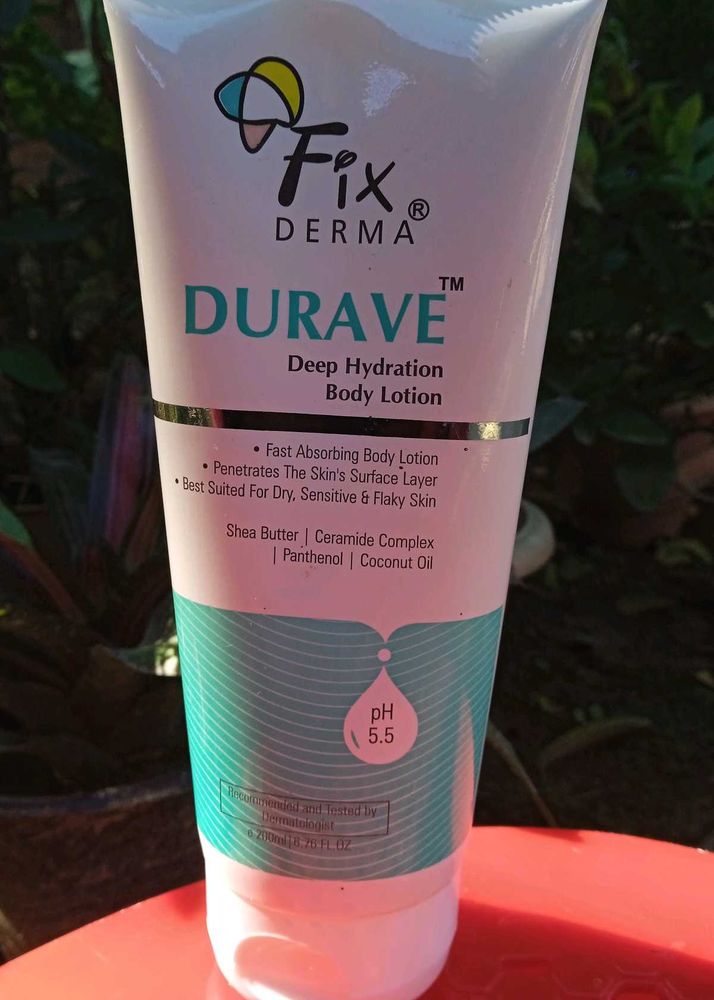 Fix ®
DERMA
DURAVE™
Deep Hydration
Body Lotion
• Fast Absorbing Body Lotion
• Penetrates The Skin's Surface Layer
• Best Suited For Dry, Sensitive & Flaky Skin
Shea Butter | Ceramide Complex
| Panthenol | Coconut Oil
pH
5.5
Recommended and Tested by
Dermatologist
e 200ml | 6.76 FL.OZ